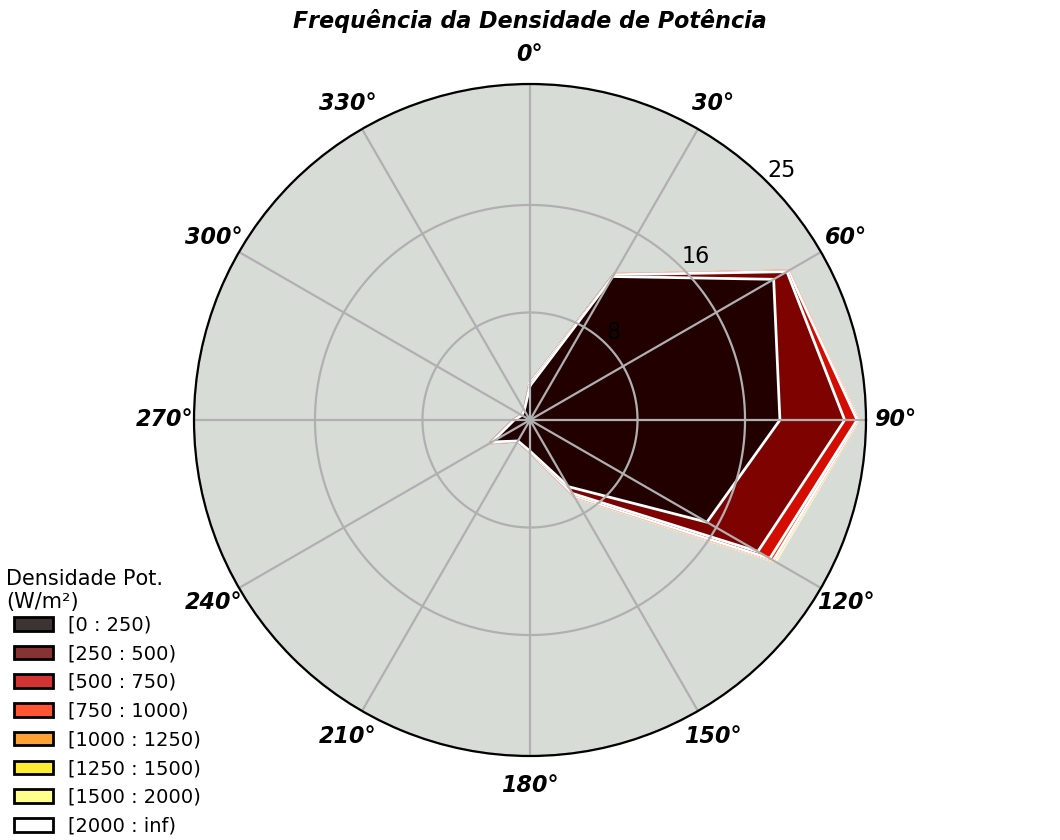 Frequência da Densidade de Potência
0°
330°
30°
25
300°
60°
16
8
270°
90°
Densidade Pot.
(W/m²)
240°
120°
[0 : 250)
[250 : 500)
[500 : 750)
[750 : 1000)
210°
150°
[1000 : 1250)
[1250 : 1500)
180°
[1500 : 2000)
[2000 : inf)